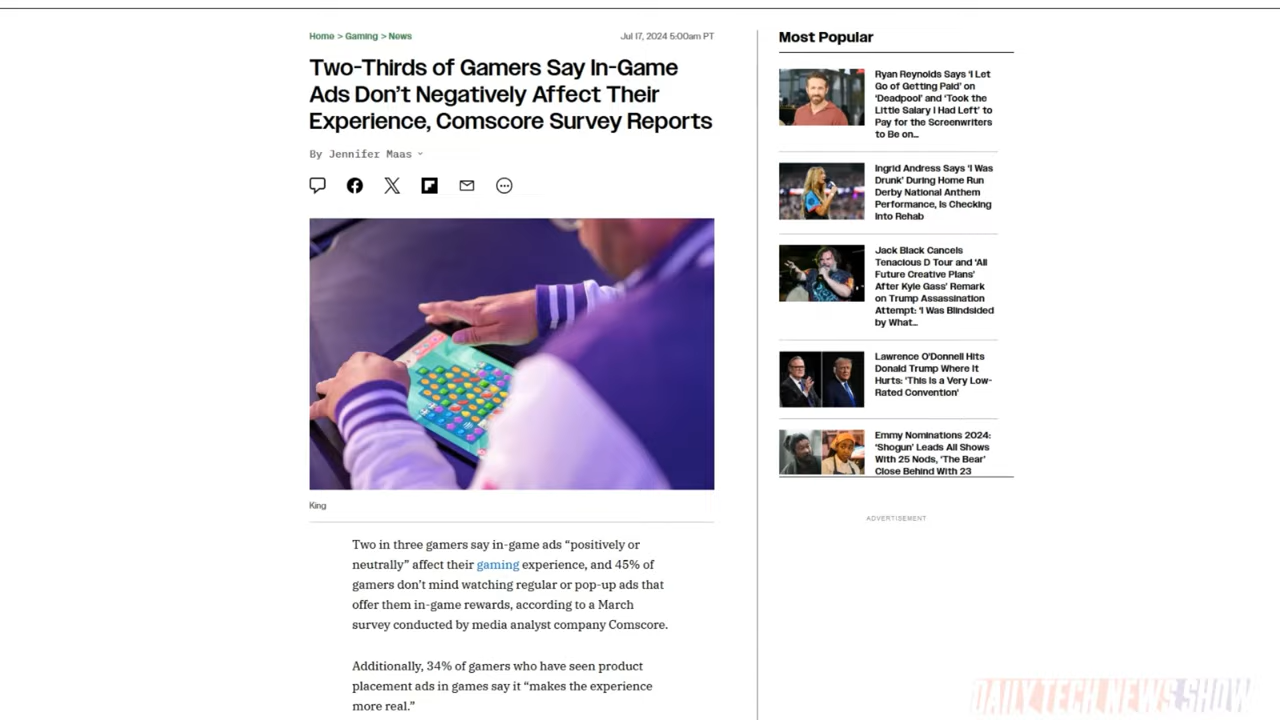 Home > Gaming > News
Jul 17, 2024 5:00am PT
Two-Thirds of Gamers Say In-Game
Ads Don’t Negatively Affect Their
Experience, Comscore Survey Reports
By Jennifer Maas
King
Two in three gamers say in-game ads “positively or
neutrally” affect their gaming experience, and 45% of
gamers don’t mind watching regular or pop-up ads that
offer them in-game rewards, according to a March
survey conducted by media analyst company Comscore.
Additionally, 34% of gamers who have seen product
placement ads in games say it “makes the experience
more real.”
Most Popular
Ryan Reynolds Says ‘I Let
Go of Getting Paid’ on
‘Deadpool’ and ‘Took the
Little Salary I Had Left’ to
Pay for the Screenwriters
to Be on...
Ingrid Andress Says ‘I Was
Drunk’ During Home Run
Derby National Anthem
Performance, Is Checking
Into Rehab
Jack Black Cancels
Tenacious D Tour and ‘All
Future Creative Plans’
After Kyle Gass’ Remark
on Trump Assassination
Attempt: ‘I Was Blindsided
by What...
Lawrence O’Donnell Hits
Donald Trump Where It
Hurts: ‘This Is a Very Low-
Rated Convention’
Emmy Nominations 2024:
‘Shogun’ Leads All Shows
With 25 Nods, ‘The Bear’
Close Behind With 23
ADVERTISEMENT
DAILY TECH NEWS SHOW